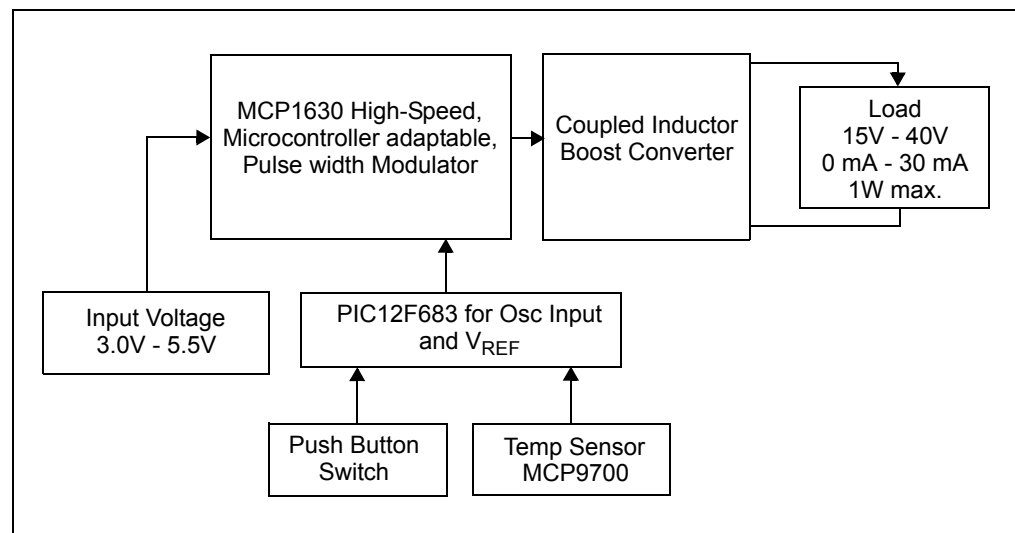 MCP1630 High-Speed,
Microcontroller adaptable,
Pulse width Modulator
Coupled Inductor
Boost Converter
Load
15V - 40V
0 mA - 30 mA
1W max.
Input Voltage
3.0V - 5.5V
PIC12F683 for Osc Input
and VREF
Push Button
Switch
Temp Sensor
MCP9700